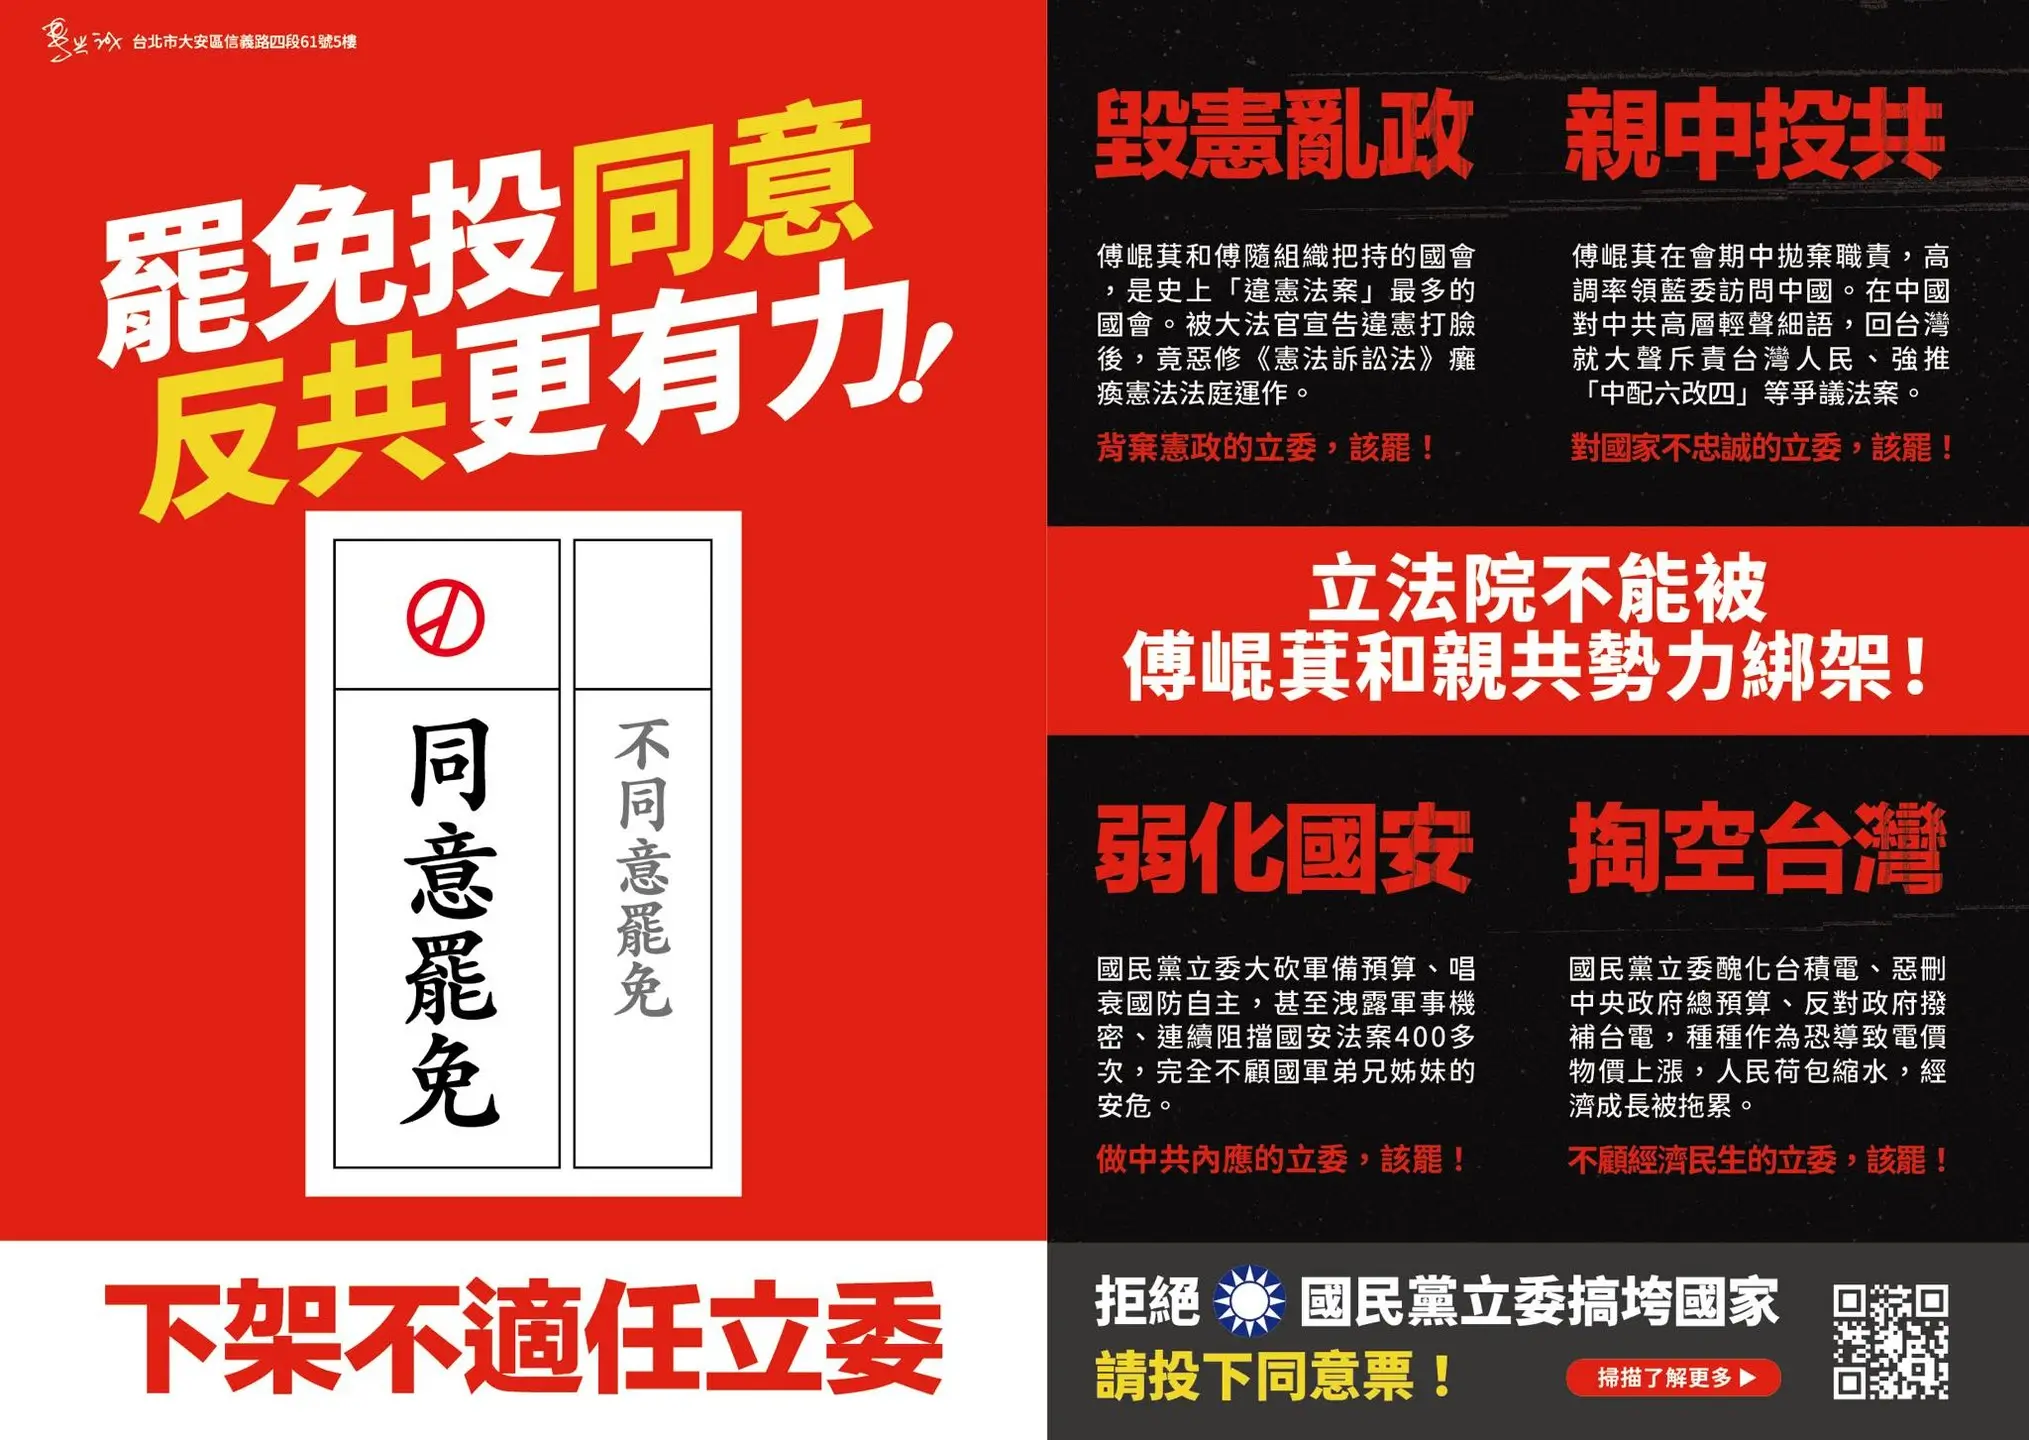 台北市大安區信義路四段61號5樓
罷免投同意
反共更有力!
同意罷免
不同意罷免
下架不適任立委
毀憲亂政
傅崐萁和傅隨組織把持的國會
，是史上「違憲法案」最多的
國會。被大法官宣告違憲打臉
後，竟惡修《憲法訴訟法》癱
瘓憲法法庭運作。
背棄憲政的立委，該罷！
親中投共
傅崐萁在會期中拋棄職責，高
調率領藍委訪問中國。在中國
對中共高層輕聲細語，回台灣
就大聲斥責台灣人民、強推
「中配六改四」等爭議法案。
對國家不忠誠的立委，該罷！
立法院不能被
傅崐萁和親共勢力綁架!
弱化國安
國民黨立委大砍軍備預算、唱
衰國防自主，甚至洩露軍事機
密、連續阻擋國安法案400多
次，完全不顧國軍弟兄姊妹的
安危。
做中共內應的立委，該罷！
掏空台灣
國民黨立委醜化台積電、惡刪
中央政府總預算、反對政府撥
補台電，種種作為恐導致電價
物價上漲，人民荷包縮水，經
濟成長被拖累。
不顧經濟民生的立委，該罷！
拒絕國民黨立委搞垮國家
請投下同意票！
掃描了解更多